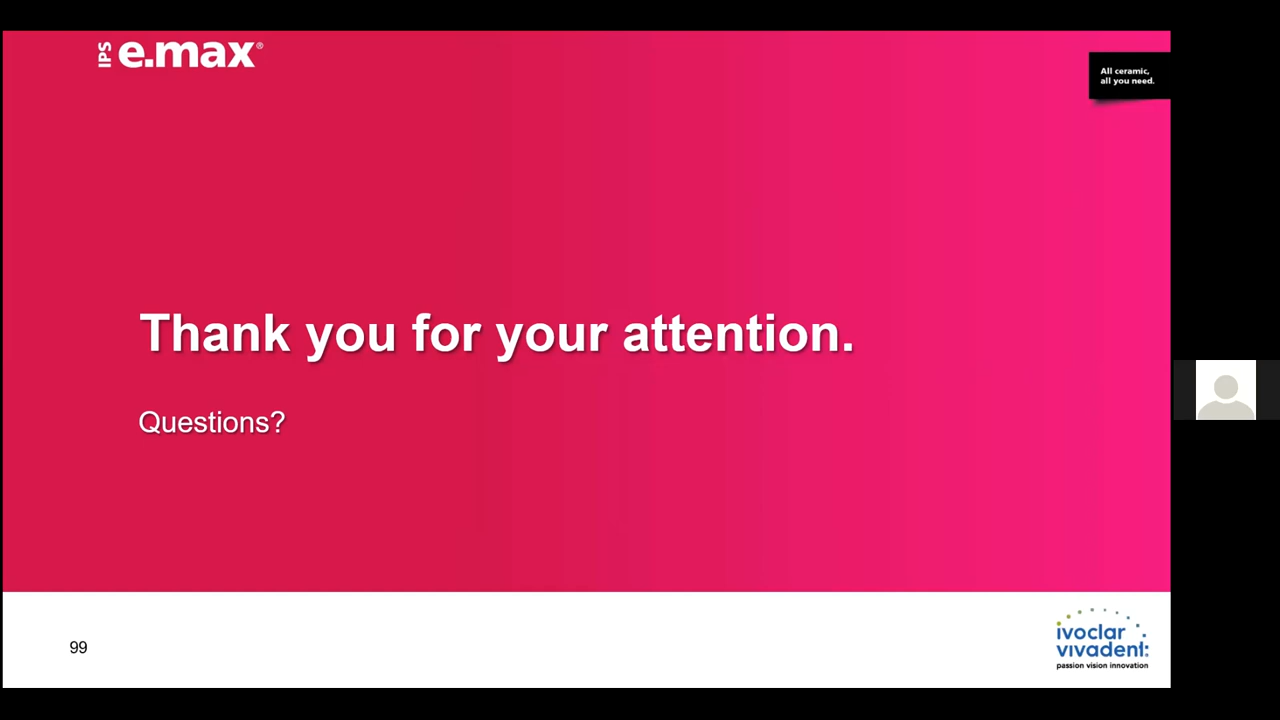 IPS e.max®
All ceramic,
all you need.
Thank you for your attention.
Questions?
99
ivoclar
vivadent:
passion vision innovation